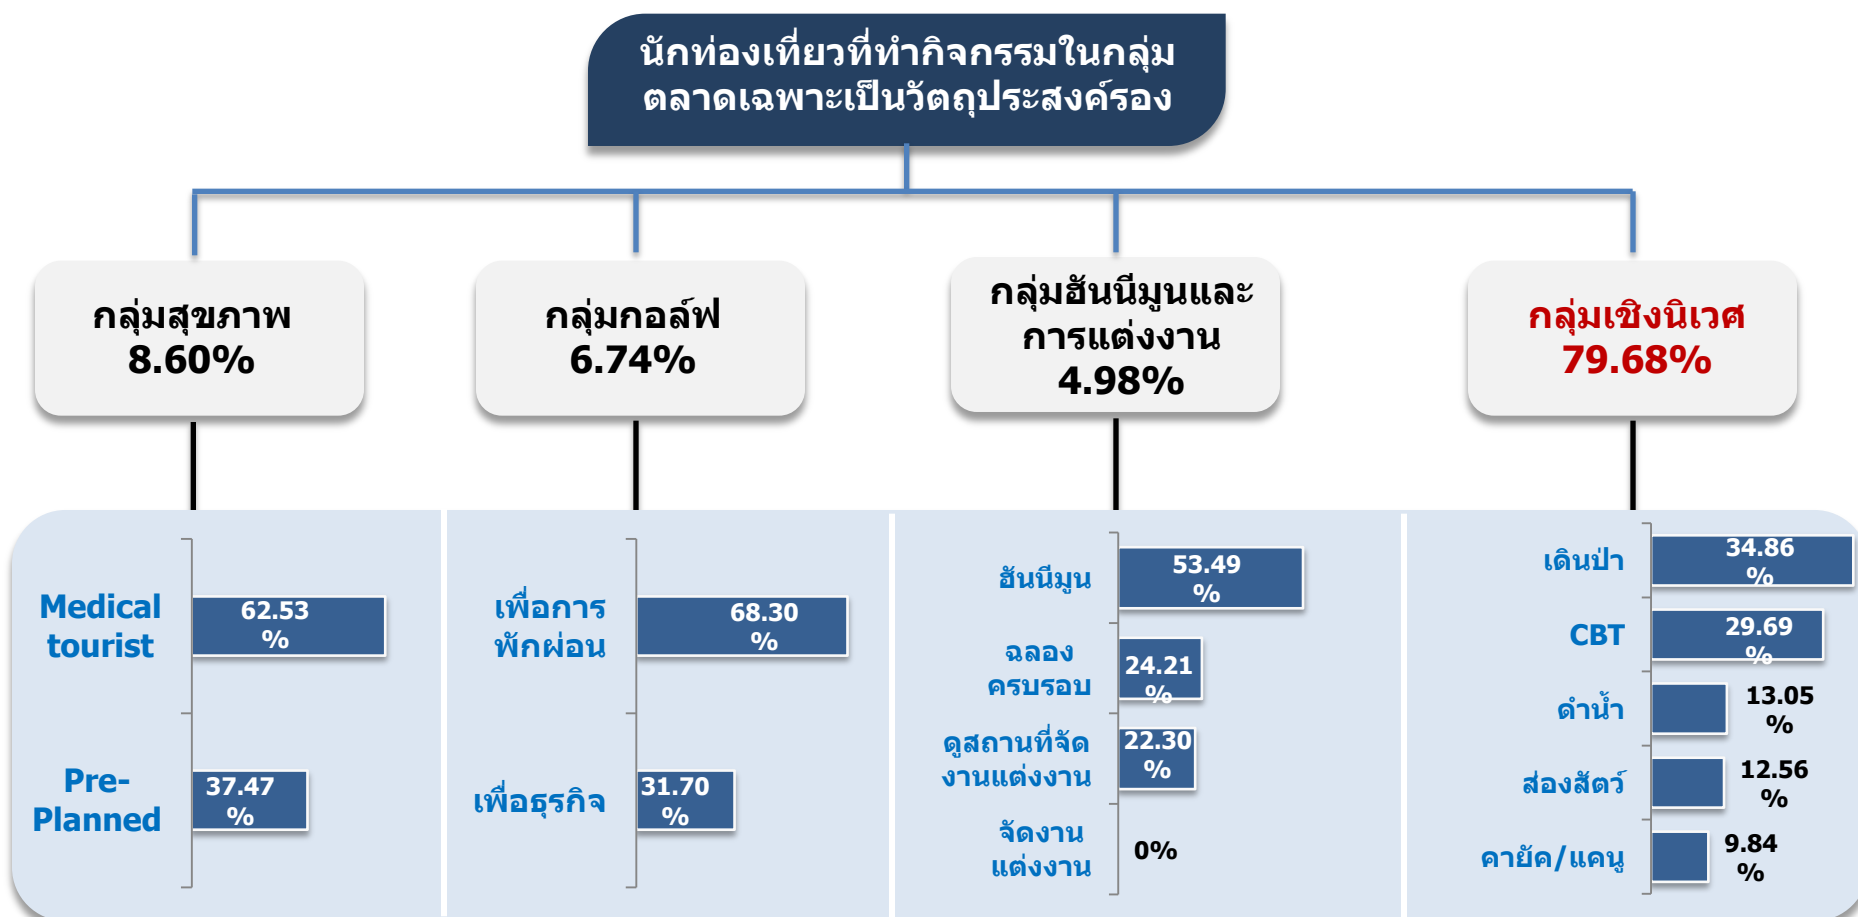 นักท่องเที่ยวที่ทำกิจกรรมในกลุ่ม
ตลาดเฉพาะเป็นวัตถุประสงค์รอง
กลุ่มสุขภาพ
8.60%
กลุ่มกอล์ฟ
6.74%
กลุ่มฮันนีมูนและ
การแต่งงาน
4.98%
กลุ่มเชิงนิเวศ
79.68%
Medical
tourist
62.53
%
Pre-
Planned
37.47
%
เพื่อการ
พักผ่อน
68.30
%
เพื่อธุรกิจ
31.70
%
ฮันนีมูน
53.49
%
ฉลอง
ครบรอบ
24.21
%
ดูสถานที่จัด
งานแต่งงาน
22.30
%
จัดงาน
แต่งงาน
0%
เดินป่า
34.86
%
CBT
29.69
%
ดำน้ำ
13.05
%
ส่องสัตว์
12.56
%
คายัค/แคนู
9.84
%